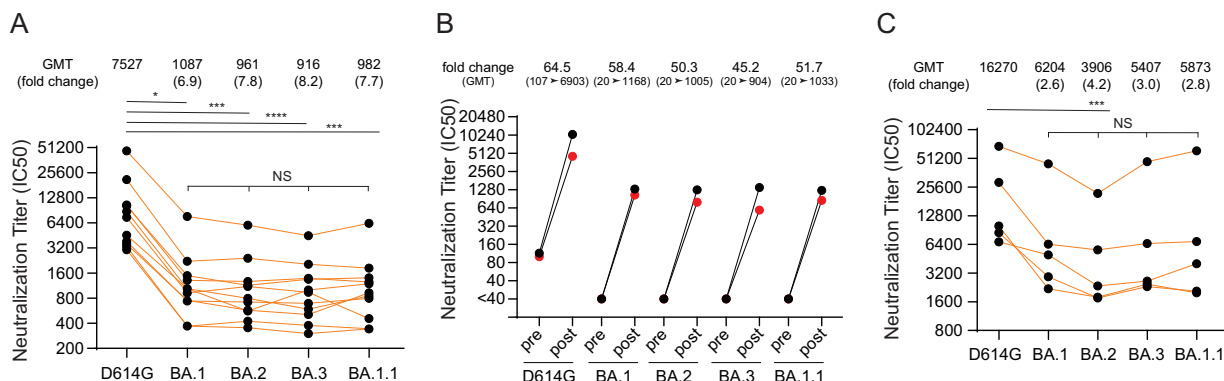 A
GMT 7527 1087 961 916 982
(fold change) (6.9) (7.8) (8.2) (7.7)
*
***
****
***
NS
Neutralization Titer (IC50)
51200
25600
12800
6400
3200
1600
800
400
200
D614G BA.1 BA.2 BA.3 BA.1.1
B
fold change 64.5 58.4 50.3 45.2 51.7
(GMT) (107 ➤ 6903) (20 ➤ 1168) (20 ➤ 1005) (20 ➤ 904) (20 ➤ 1033)
Neutralization Titer (IC50)
20480
10240
5120
2560
1280
640
320
160
80
<40
pre post pre post pre post pre post pre post
D614G BA.1 BA.2 BA.3 BA.1.1
C
GMT 16270 6204 3906 5407 5873
(fold change) (2.6) (4.2) (3.0) (2.8)
***
NS
Neutralization Titer (IC50)
102400
51200
25600
12800
6400
3200
1600
800
D614G BA.1 BA.2 BA.3 BA.1.1